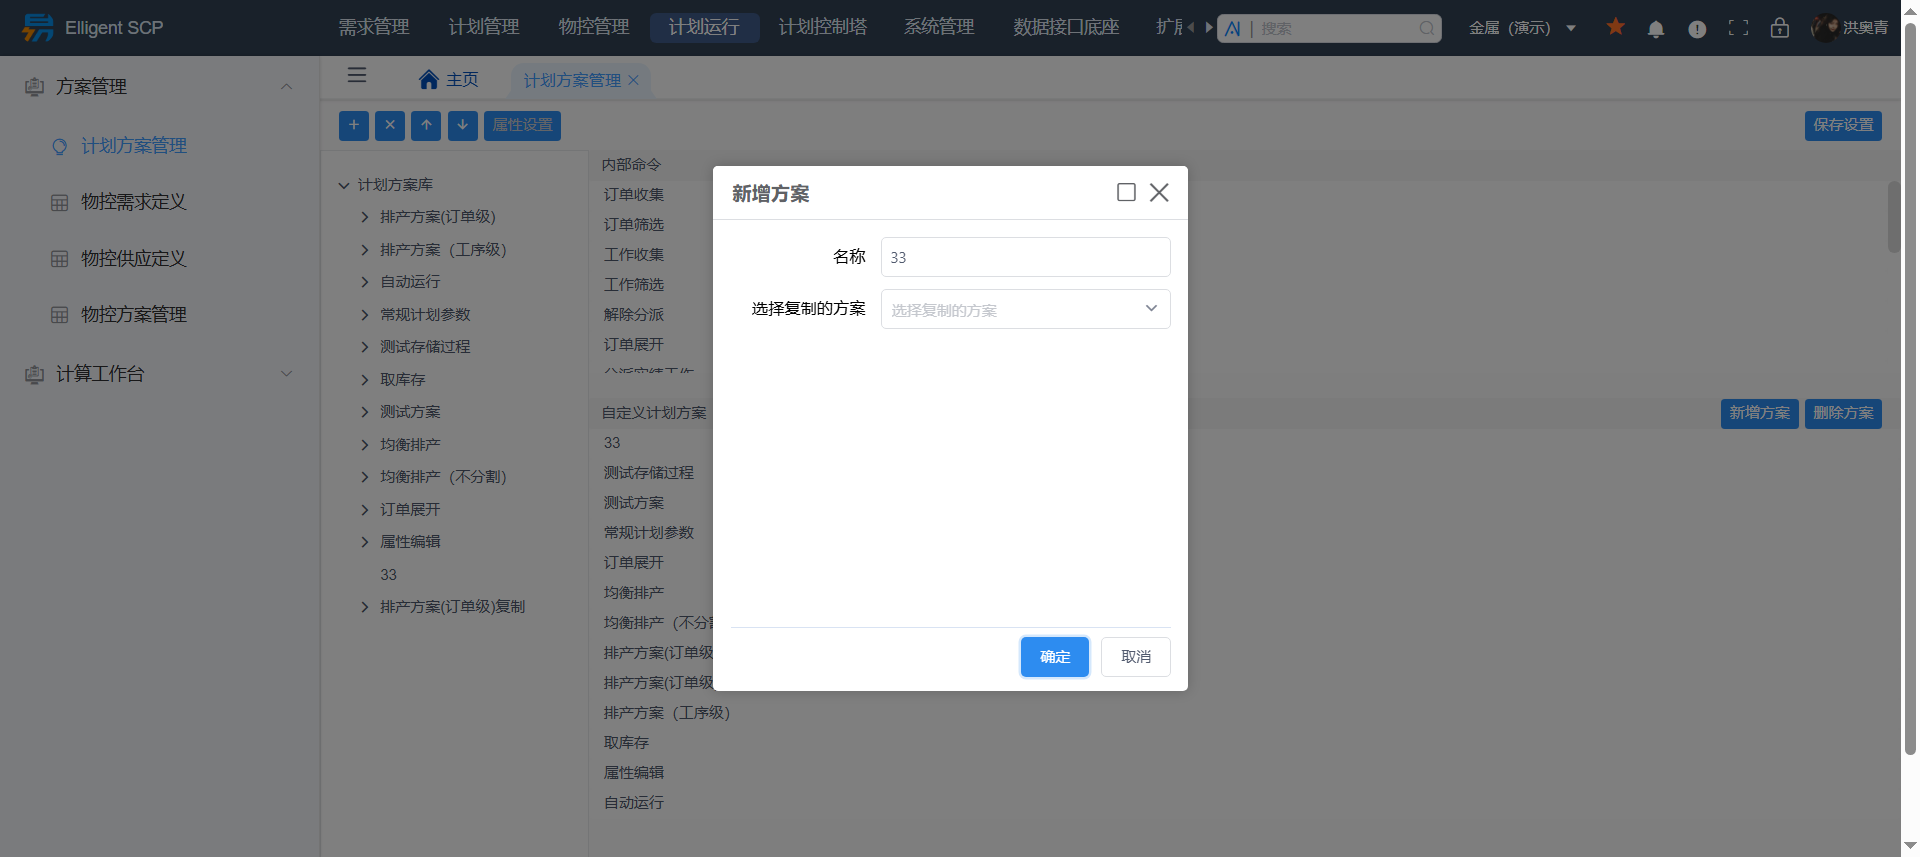 Elligent SCP
需求管理
计划管理
物控管理
计划运行
计划控制塔
系统管理
数据接口底座
AI
搜索
金属（演示）
洪奥青
方案管理
计划方案管理
物控需求定义
物控供应定义
物控方案管理
计算工作台
主页
计划方案管理
属性设置
保存设置
计划方案库
排产方案(订单级)
排产方案（工序级）
自动运行
常规计划参数
测试存储过程
取库存
测试方案
均衡排产
均衡排产（不分割）
订单展开
属性编辑
33
排产方案(订单级)复制
内部命令
订单收集
订单筛选
工作收集
工作筛选
解除分派
订单展开
自定义计划方案
新增方案
删除方案
33
测试存储过程
测试方案
常规计划参数
订单展开
均衡排产
均衡排产（不分
排产方案(订单级
排产方案(订单级
排产方案（工序级）
取库存
属性编辑
自动运行
新增方案
名称
33
选择复制的方案
选择复制的方案
确定
取消